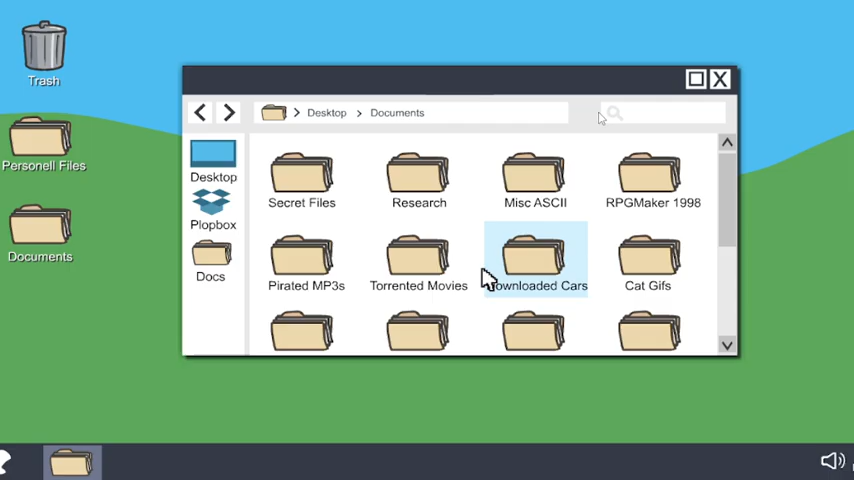 Trash
Personell Files
Documents
Desktop
Documents
Desktop
Plopbox
Docs
Secret Files
Research
Misc ASCII
RPGMaker 1998
Pirated MP3s
Torrented Movies
ownloaded Cars
Cat Gifs